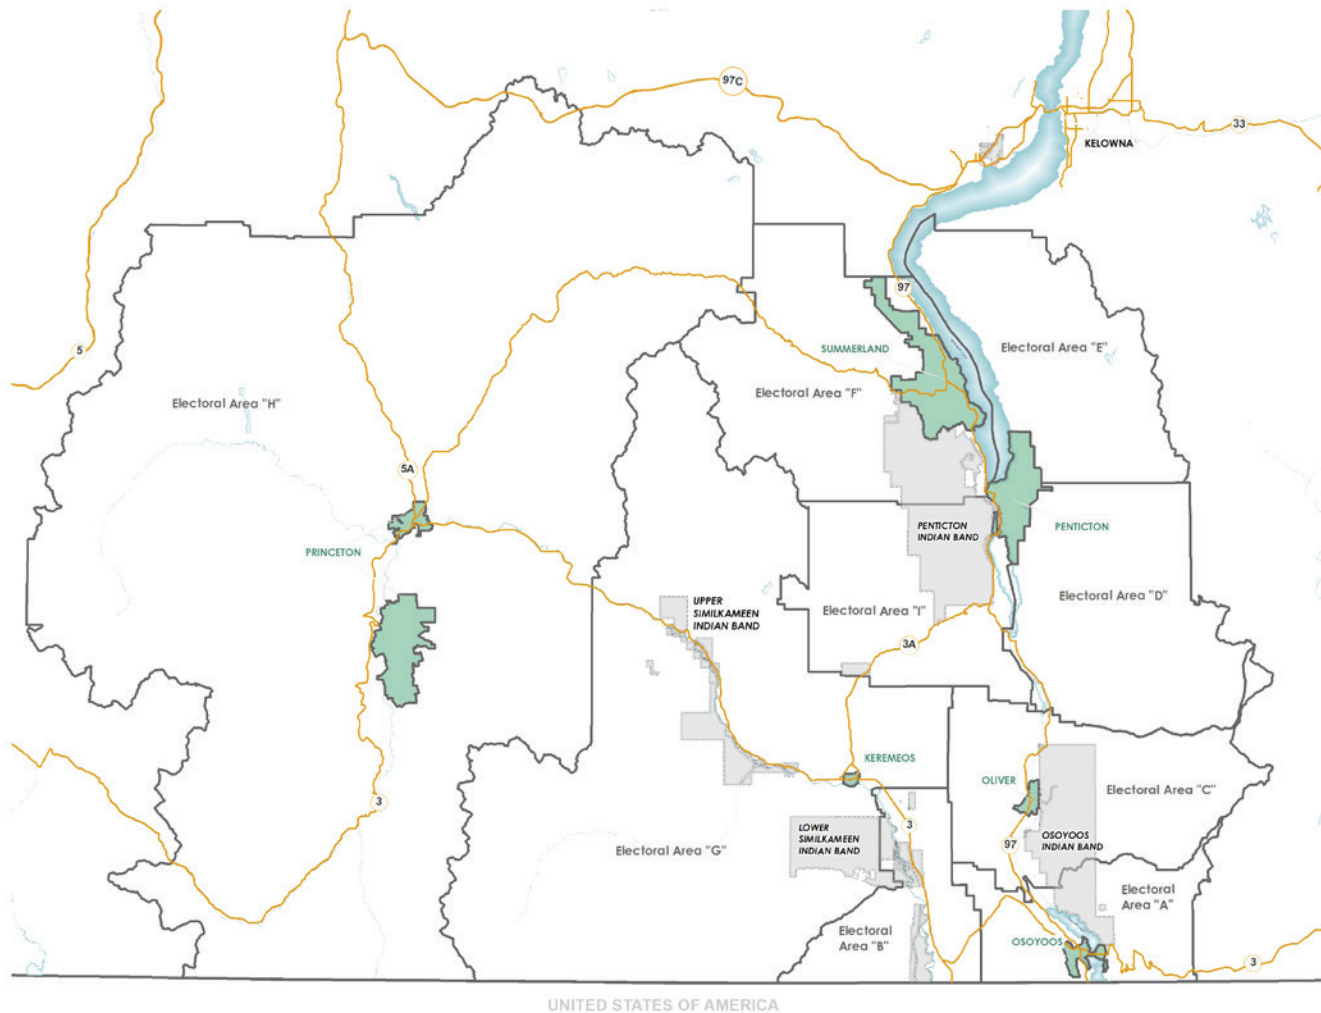 97C
33
KELOWNA
97
5
SUMMERLAND
Electoral Area "E"
Electoral Area "F"
Electoral Area "H"
5A
PENTICTON
INDIAN BAND
PENTICTON
PRINCETON
Electoral Area "D"
UPPER
SIMILKAMEEN
INDIAN BAND
Electoral Area "I"
3A
KEREMEOS
OLIVER
Electoral Area "C"
3
3
LOWER
SIMILKAMEEN
INDIAN BAND
97
OSOYOOS
INDIAN BAND
Electoral Area "G"
Electoral
Area "A"
Electoral
Area "B"
OSOYOOS
3
UNITED STATES OF AMERICA